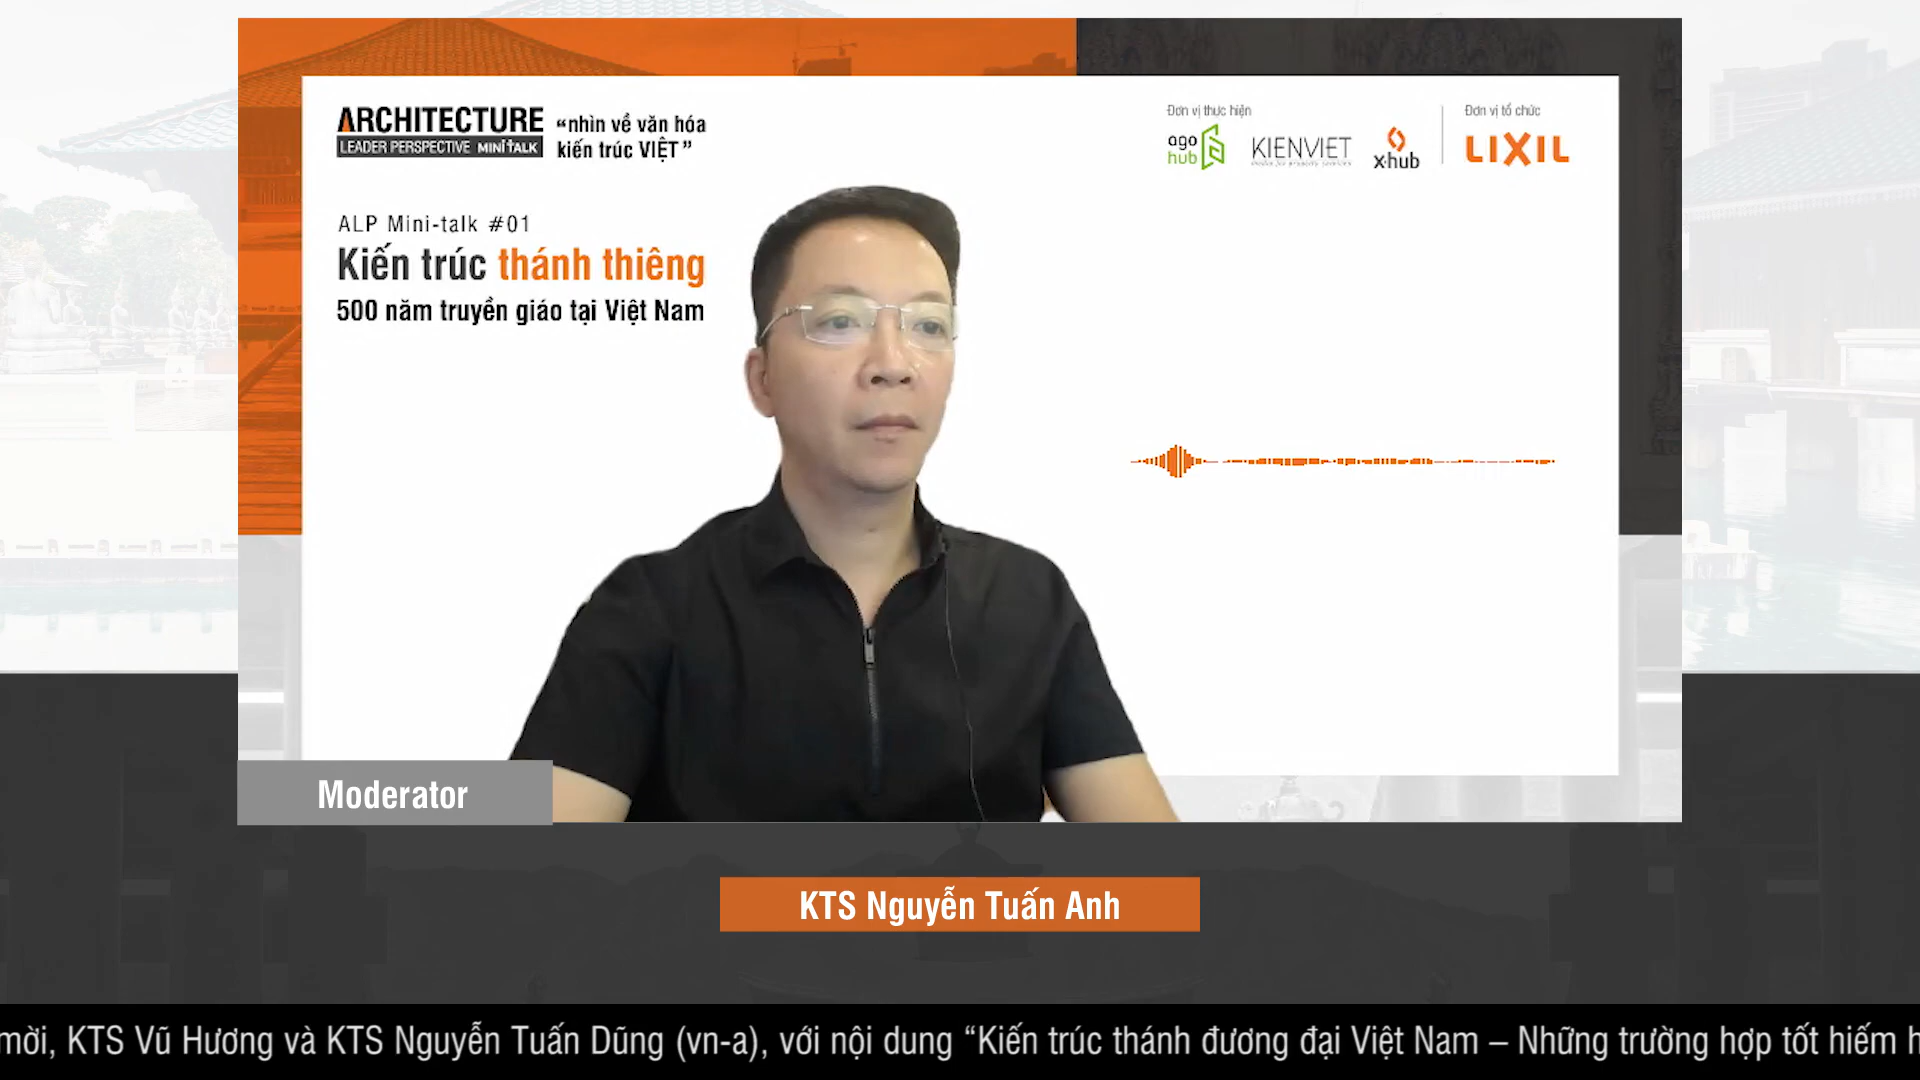 ARCHITECTURE
LEADER PERSPECTIVE MINITALK
“nhìn về văn hóa
kiến trúc VIỆT”
Đơn vị thực hiện
ago
hub
KIENVIET
x-hub
Đơn vị tổ chức
LIXIL
ALP Mini-talk #01
Kiến trúc thánh thiêng
500 năm truyền giáo tại Việt Nam
Moderator
KTS Nguyễn Tuấn Anh
mời, KTS Vũ Hương và KTS Nguyễn Tuấn Dũng (vn-a), với nội dung “Kiến trúc thánh đương đại Việt Nam – Những trường hợp tốt hiếm h